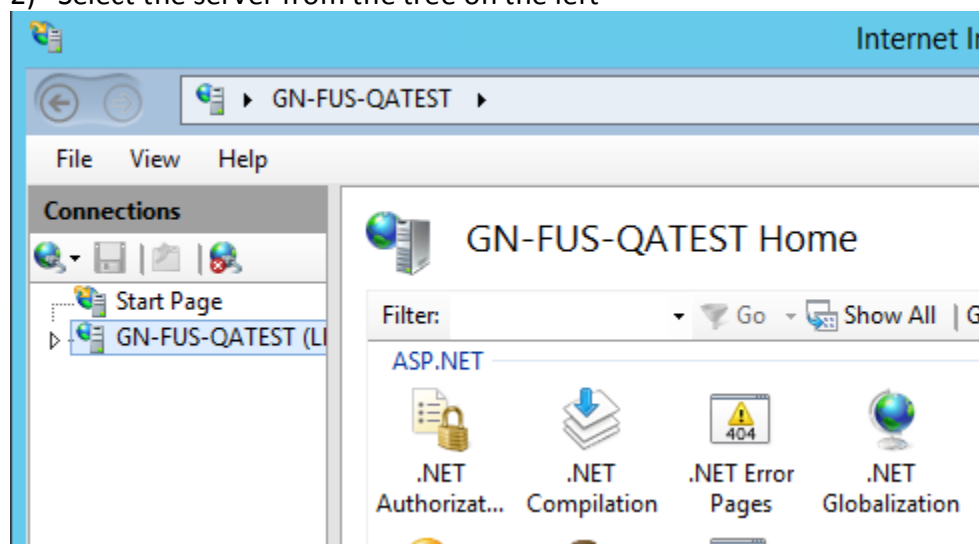 2) Select the server from the tree on the left
Internet I
GN-FUS-QATEST
File View Help
Connections
GN-FUS-QATEST Home
Start Page
GN-FUS-QATEST (LI
Filter: Go Show All G
ASP.NET
404
.NET Authorizat...
.NET Compilation
.NET Error Pages
.NET Globalization